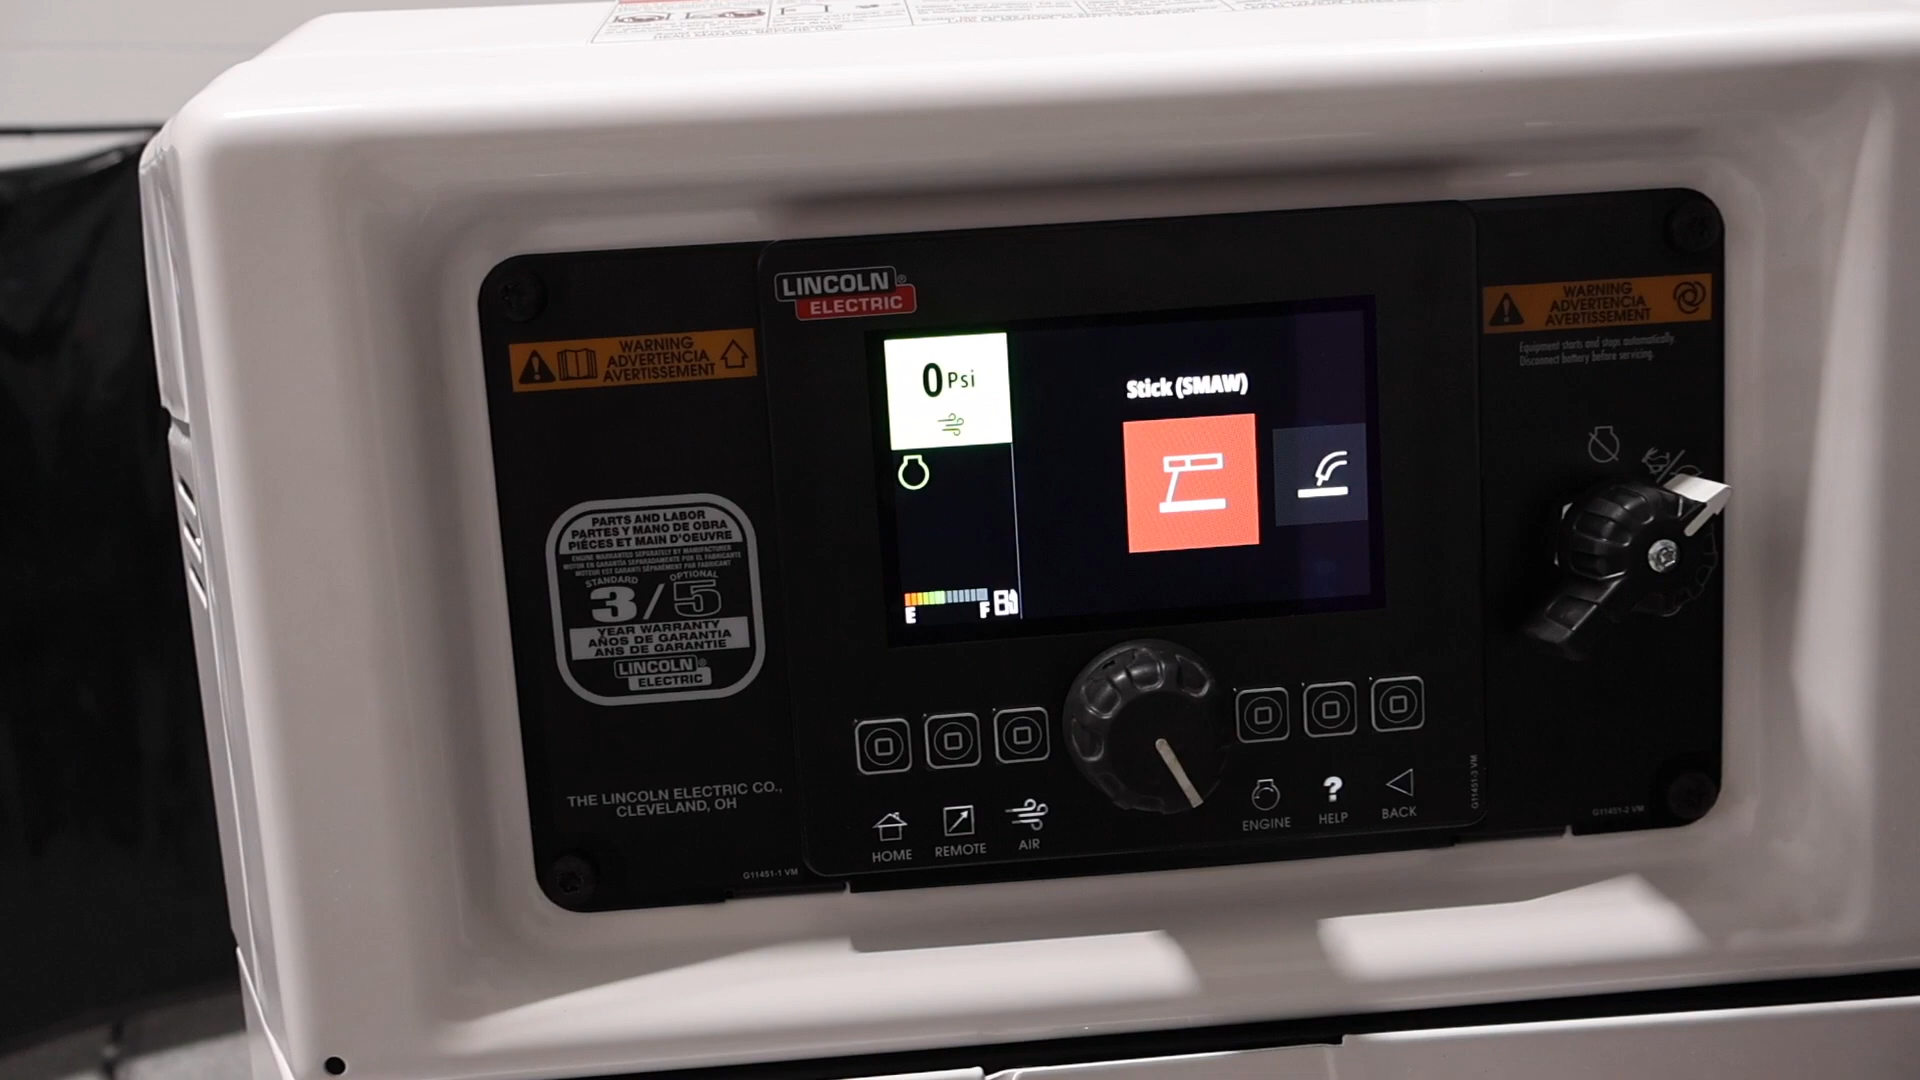 LINCOLN ®
ELECTRIC
WARNING
ADVERTENCIA
AVERTISSEMENT
PARTS AND LABOR
PARTES Y MANO DE OBRA
PIÈCES ET MAIN D'OEUVRE
ENGINE WARRANTED SEPARATELY BY MANUFACTURER
MOTOR EN GARANTÍA SEPARADAMENTE POR EL FABRICANTE
MOTEUR EST GARANTI SÉPARÉMENT PAR FABRICANT
STANDARD OPTIONAL
3/5
YEAR WARRANTY
AÑOS DE GARANTIA
ANS DE GARANTIE
LINCOLN ®
ELECTRIC
THE LINCOLN ELECTRIC CO.,
CLEVELAND, OH
G11451-1 VM
0 Psi
E F
Stick (SMAW)
HOME
REMOTE
AIR
ENGINE
? HELP
BACK
G11451-3 VM
WARNING
ADVERTENCIA
AVERTISSEMENT
Equipment starts and stops automatically.
Disconnect battery before servicing.
G11451-2 VM